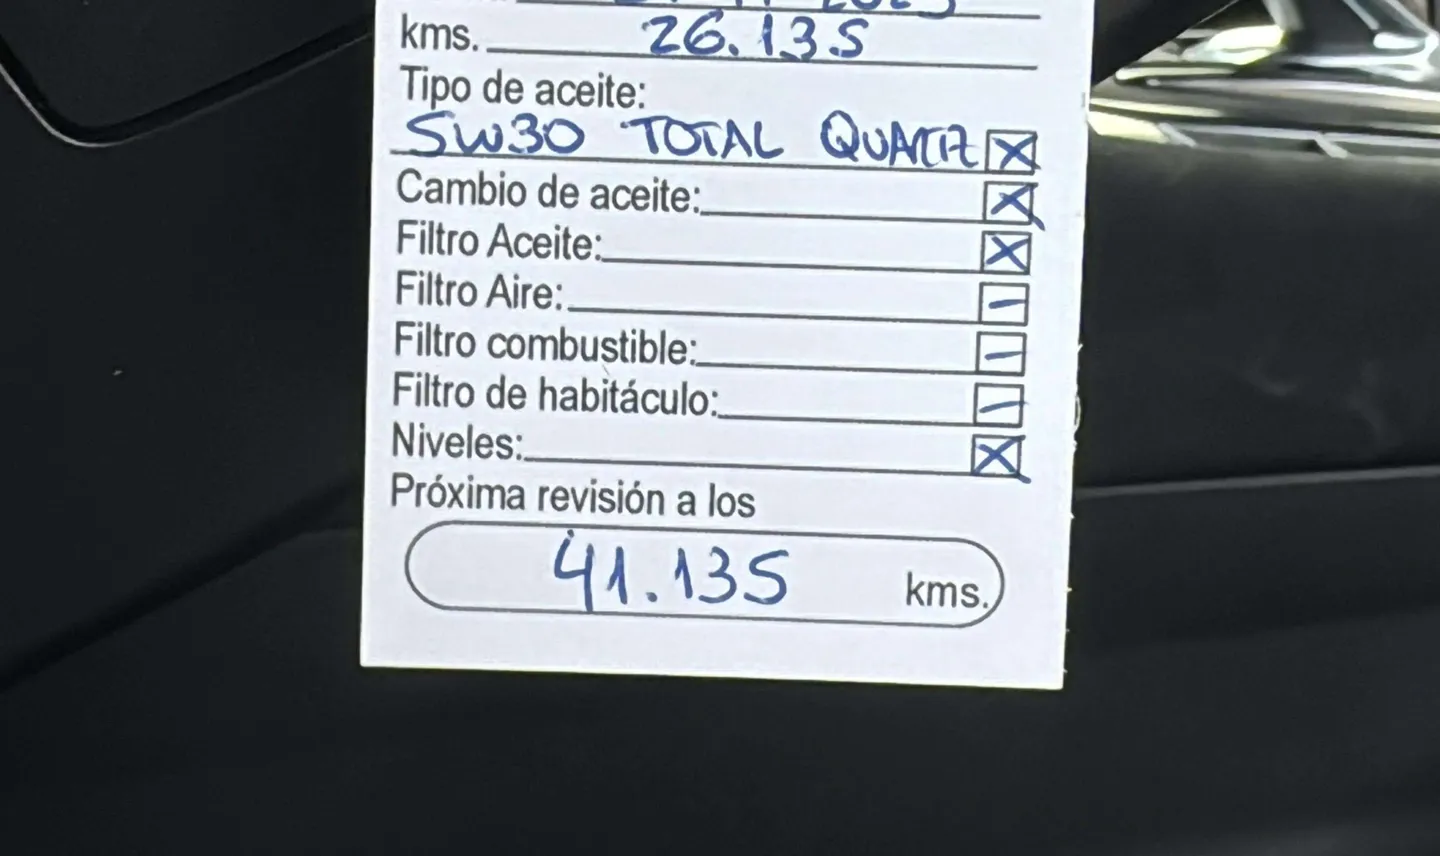 kms. 26.135
Tipo de aceite:
5W30 TOTAL QUARTZ
Cambio de aceite:
Filtro Aceite:
Filtro Aire:
Filtro combustible:
Filtro de habitáculo:
Niveles:
Próxima revisión a los
41.135 kms.